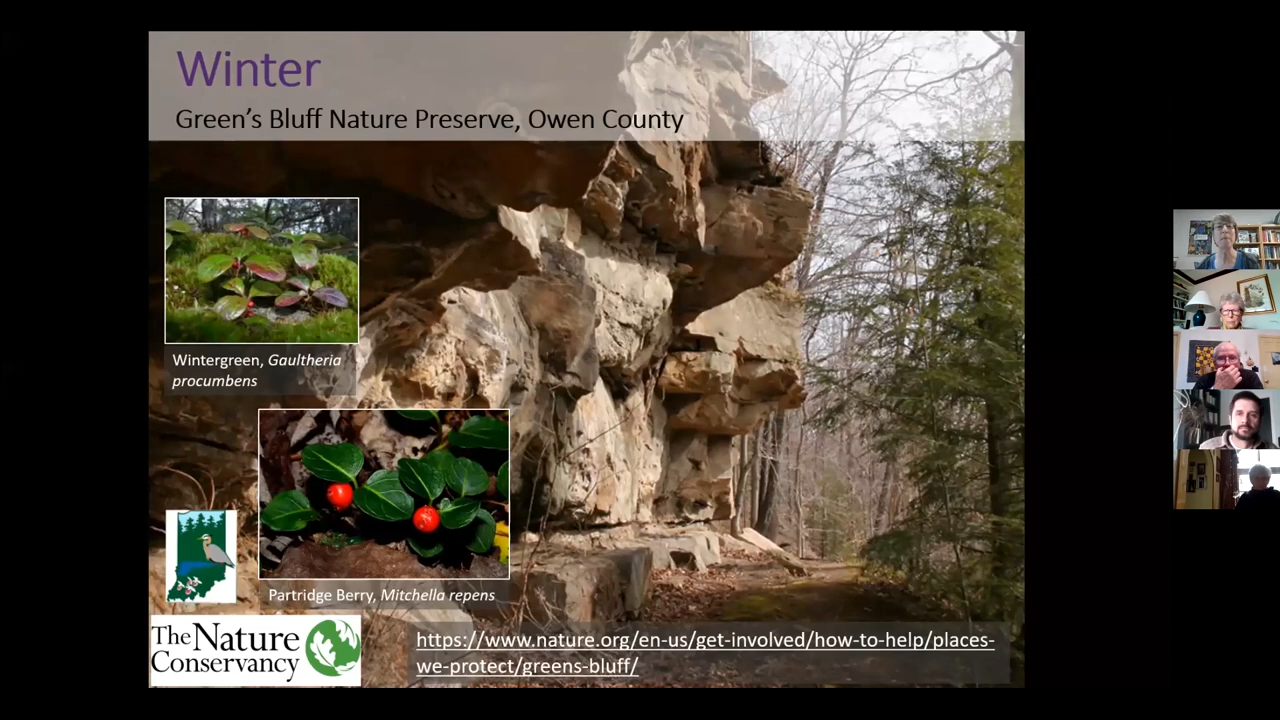 Winter
Green's Bluff Nature Preserve, Owen County
Wintergreen, Gaultheria
procumbens
Partridge Berry, Mitchella repens
The Nature
Conservancy
https://www.nature.org/en-us/get-involved/how-to-help/places-
we-protect/greens-bluff/